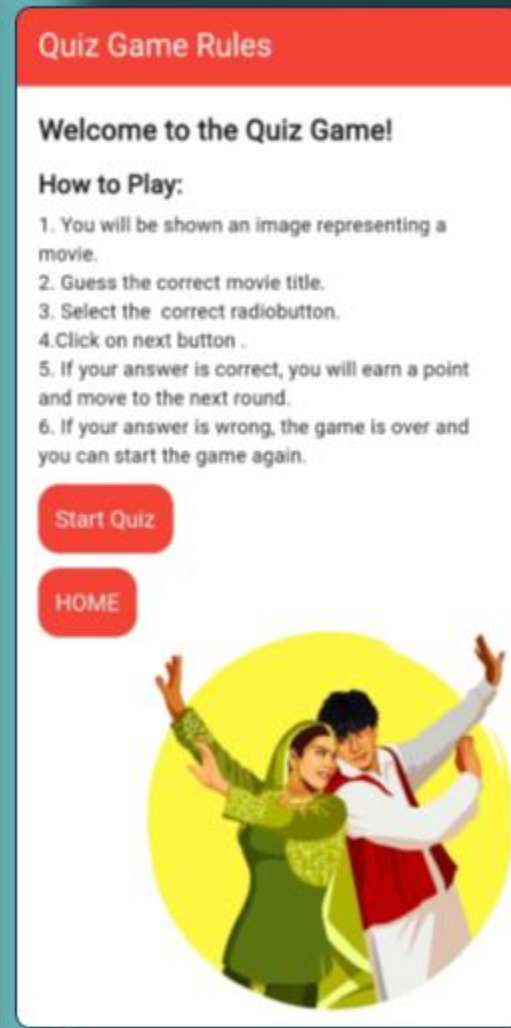 Quiz Game Rules
Welcome to the Quiz Game!
How to Play:
1. You will be shown an image representing a
movie.
2. Guess the correct movie title.
3. Select the  correct radiobutton.
4.Click on next button .
5. If your answer is correct, you will earn a point
and move to the next round.
6. If your answer is wrong, the game is over and
you can start the game again.
Start Quiz
HOME